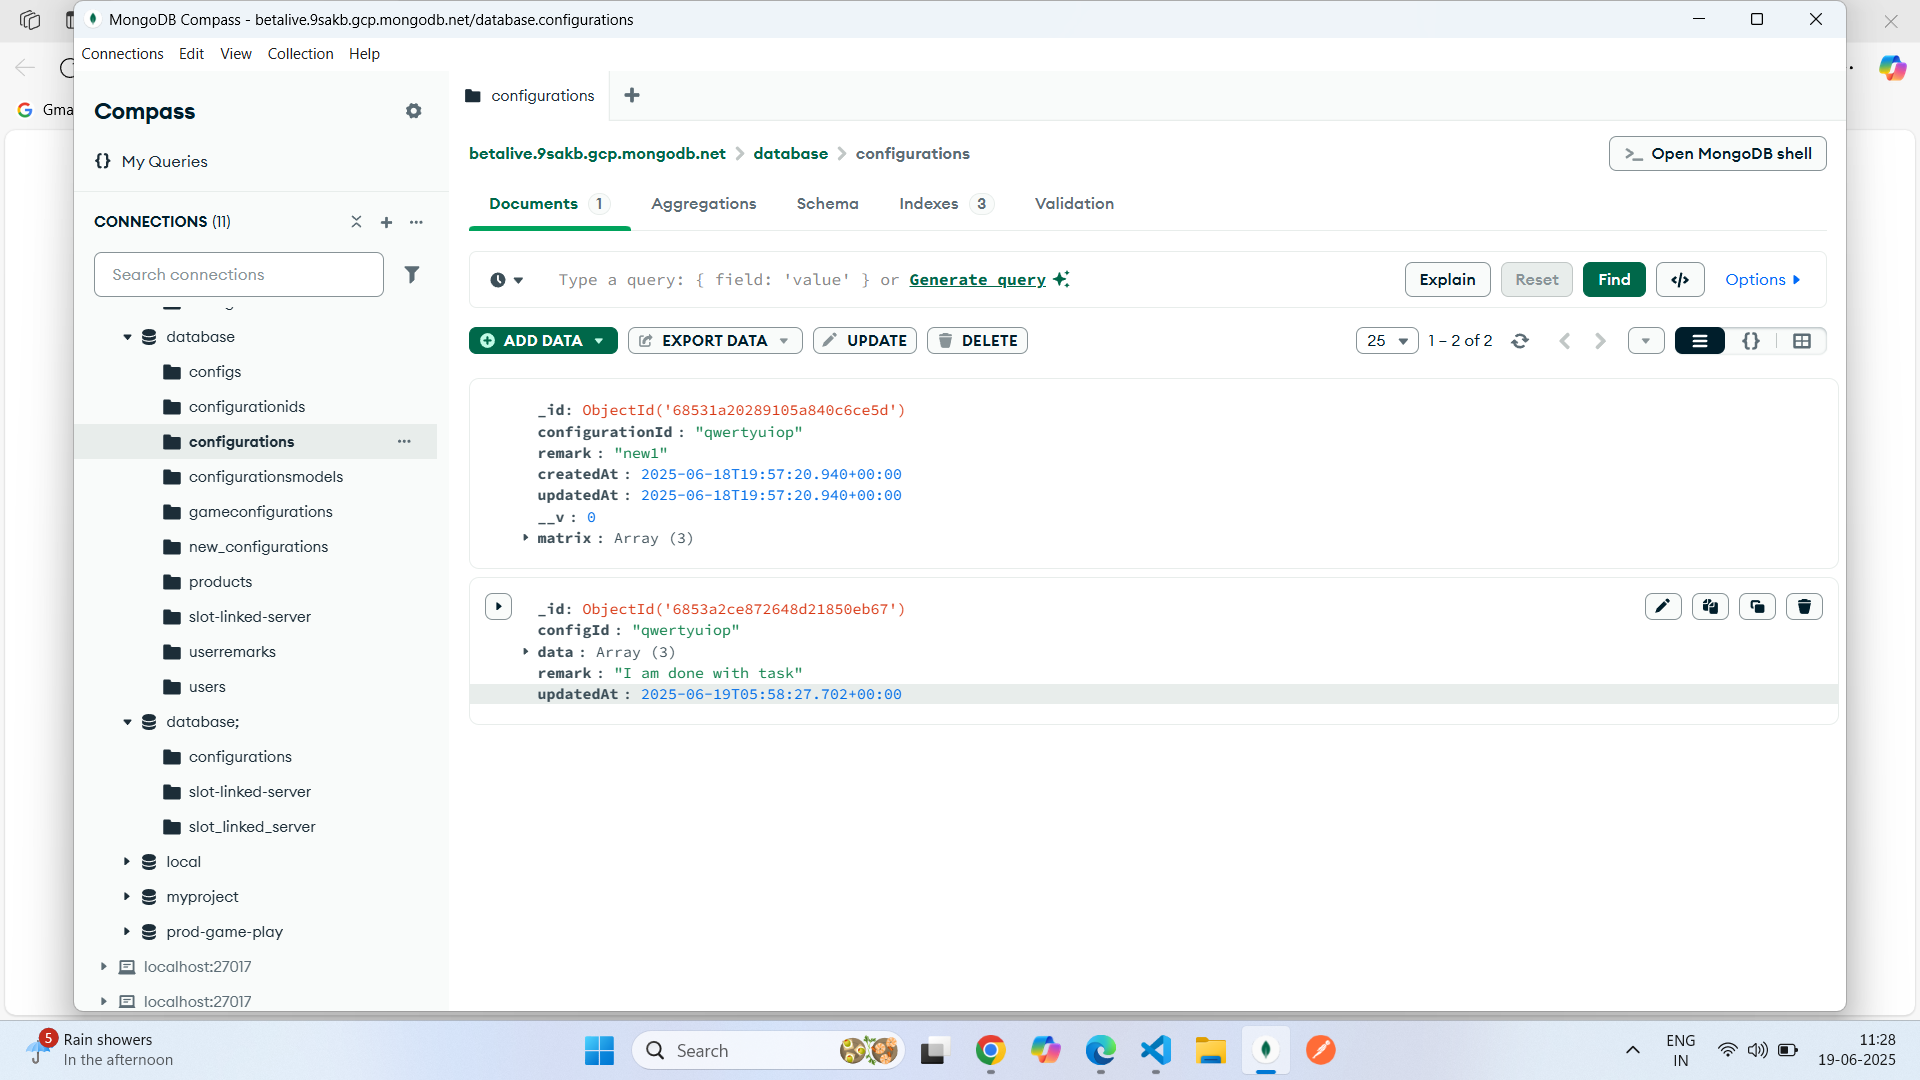 MongoDB Compass - betalive.9sakb.gcp.mongodb.net/database.configurations
Connections Edit View Collection Help
Gma
Compass
My Queries
CONNECTIONS (11)
Search connections
database
configs
configurationids
configurations
configurationsmodels
gameconfigurations
new_configurations
products
slot-linked-server
userremarks
users
database;
configurations
slot-linked-server
slot_linked_server
local
myproject
prod-game-play
localhost:27017
localhost:27017
configurations
betalive.9sakb.gcp.mongodb.net > database > configurations
>_ Open MongoDB shell
Documents 1 Aggregations Schema Indexes 3 Validation
Type a query: { field: 'value' } or Generate query
Explain Reset Find </> Options
ADD DATA EXPORT DATA UPDATE DELETE
25 1 – 2 of 2 {}
_id: ObjectId('68531a20289105a840c6ce5d')
configurationId : "qwertyuiop"
remark : "new1"
createdAt : 2025-06-18T19:57:20.940+00:00
updatedAt : 2025-06-18T19:57:20.940+00:00
__v : 0
matrix : Array (3)
_id: ObjectId('6853a2ce872648d21850eb67')
configId : "qwertyuiop"
data : Array (3)
remark : "I am done with task"
updatedAt : 2025-06-19T05:58:27.702+00:00
5
Rain showers
In the afternoon
Search
ENG
IN
11:28
19-06-2025